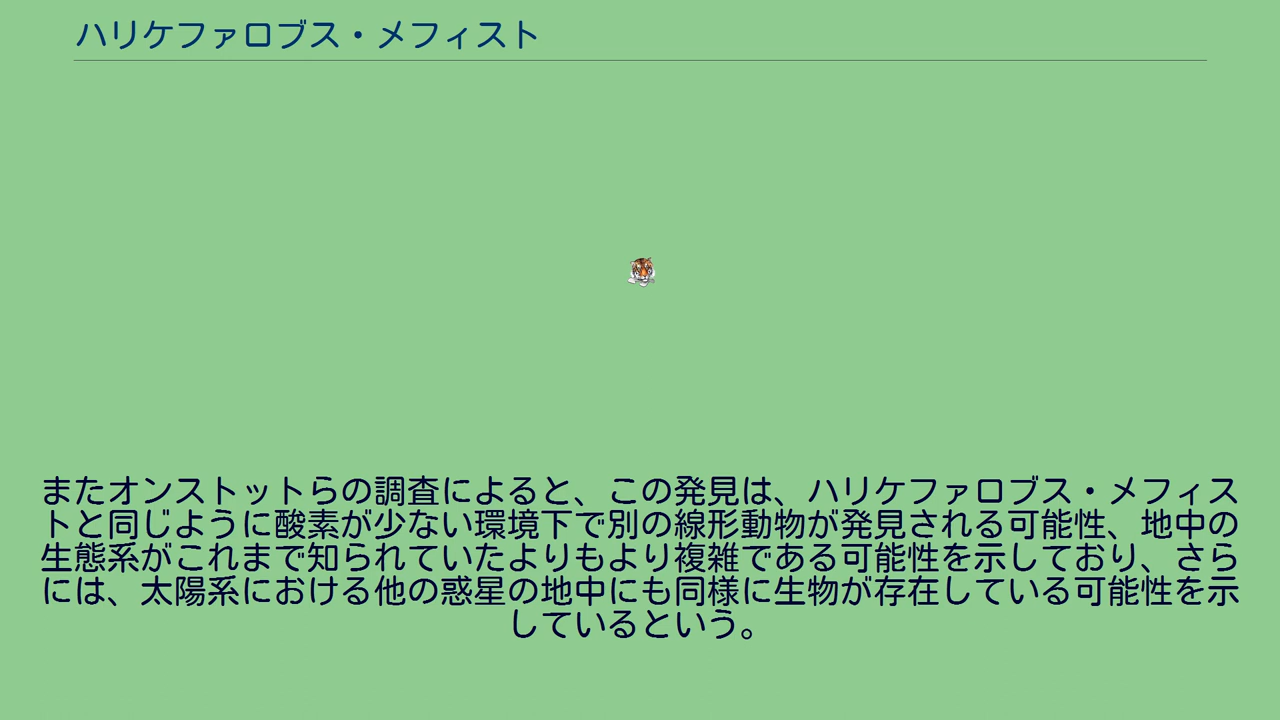 ハリケファロブス・メフィスト
またオンストットらの調査によると、この発見は、ハリケファロブス・メフィス
トと同じように酸素が少ない環境下で別の線形動物が発見される可能性、地中の
生態系がこれまで知られていたよりもより複雑である可能性を示しており、さら
には、太陽系における他の惑星の地中にも同様に生物が存在している可能性を示
しているという。